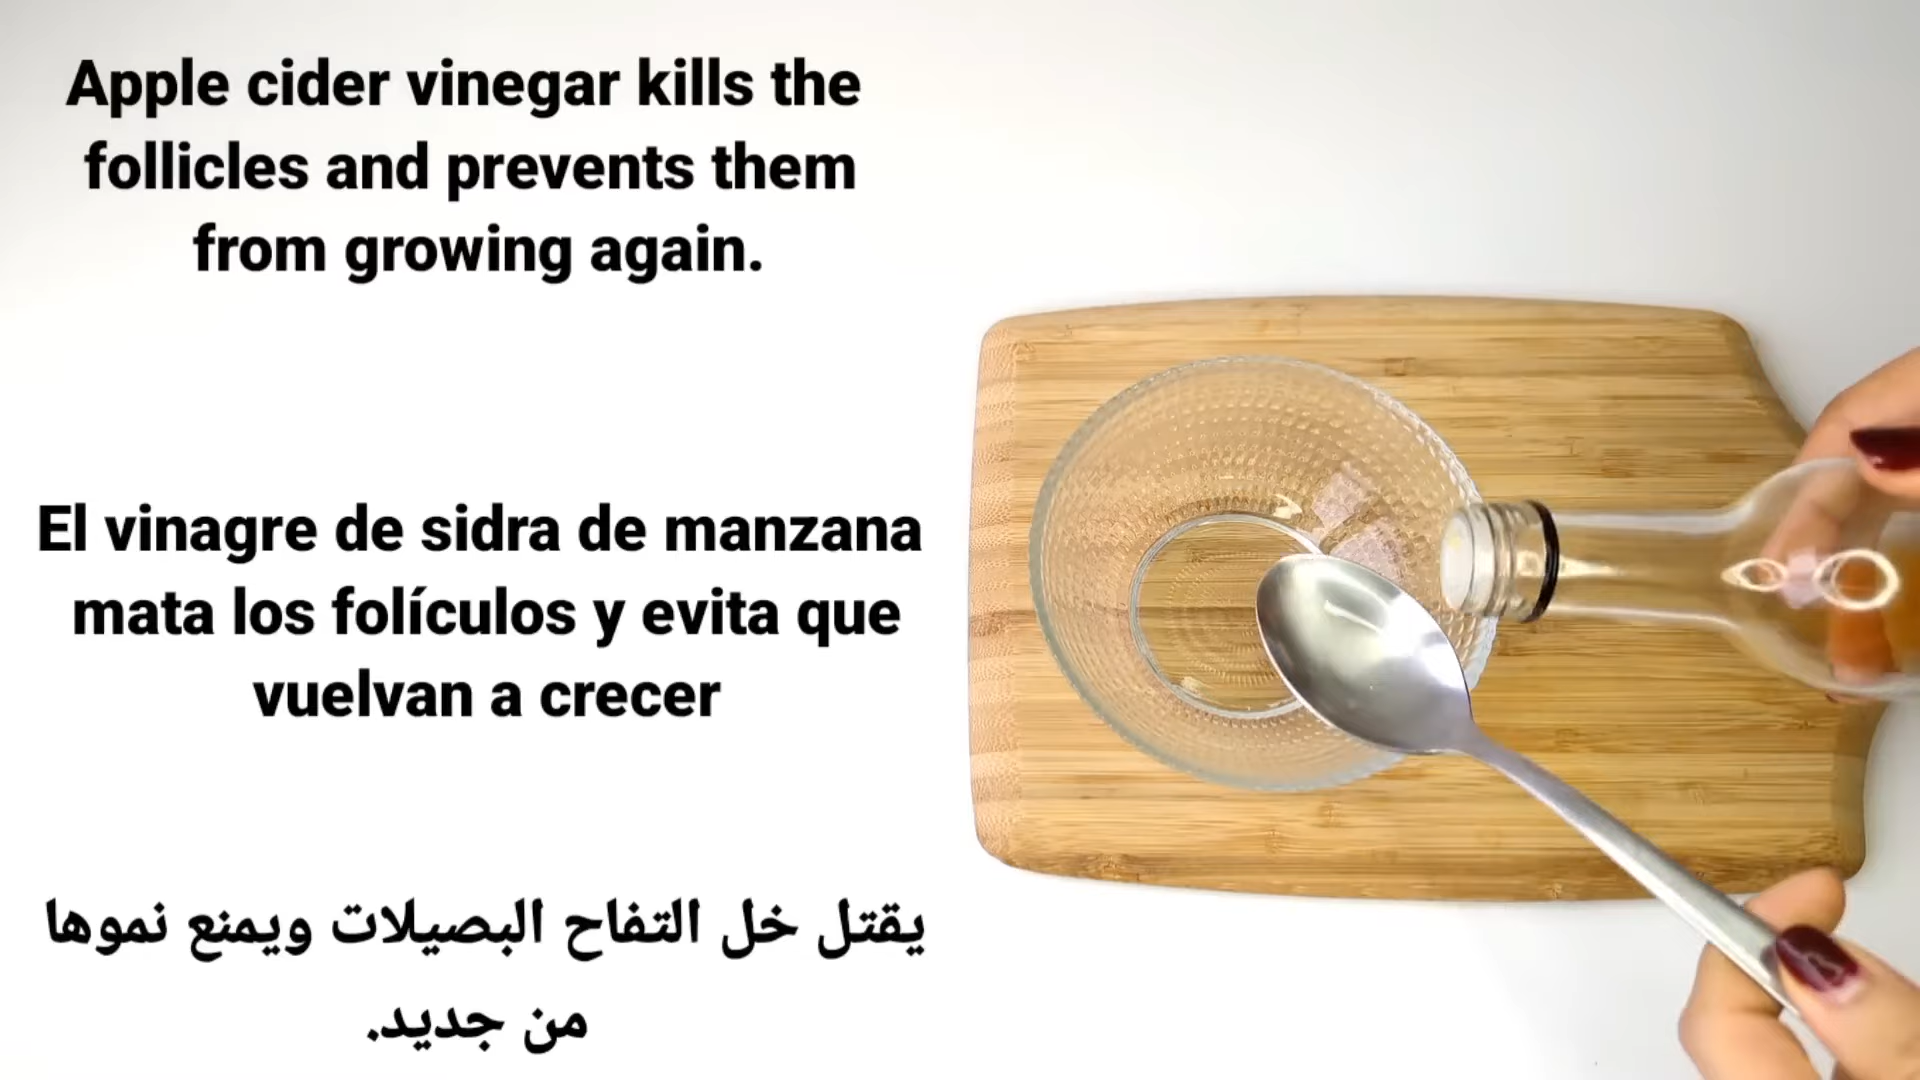 Apple cider vinegar kills the
follicles and prevents them
from growing again.
El vinagre de sidra de manzana
mata los folículos y evita que
vuelvan a crecer
يقتل خل التفاح البصيلات ويمنع نموها
من جديد.